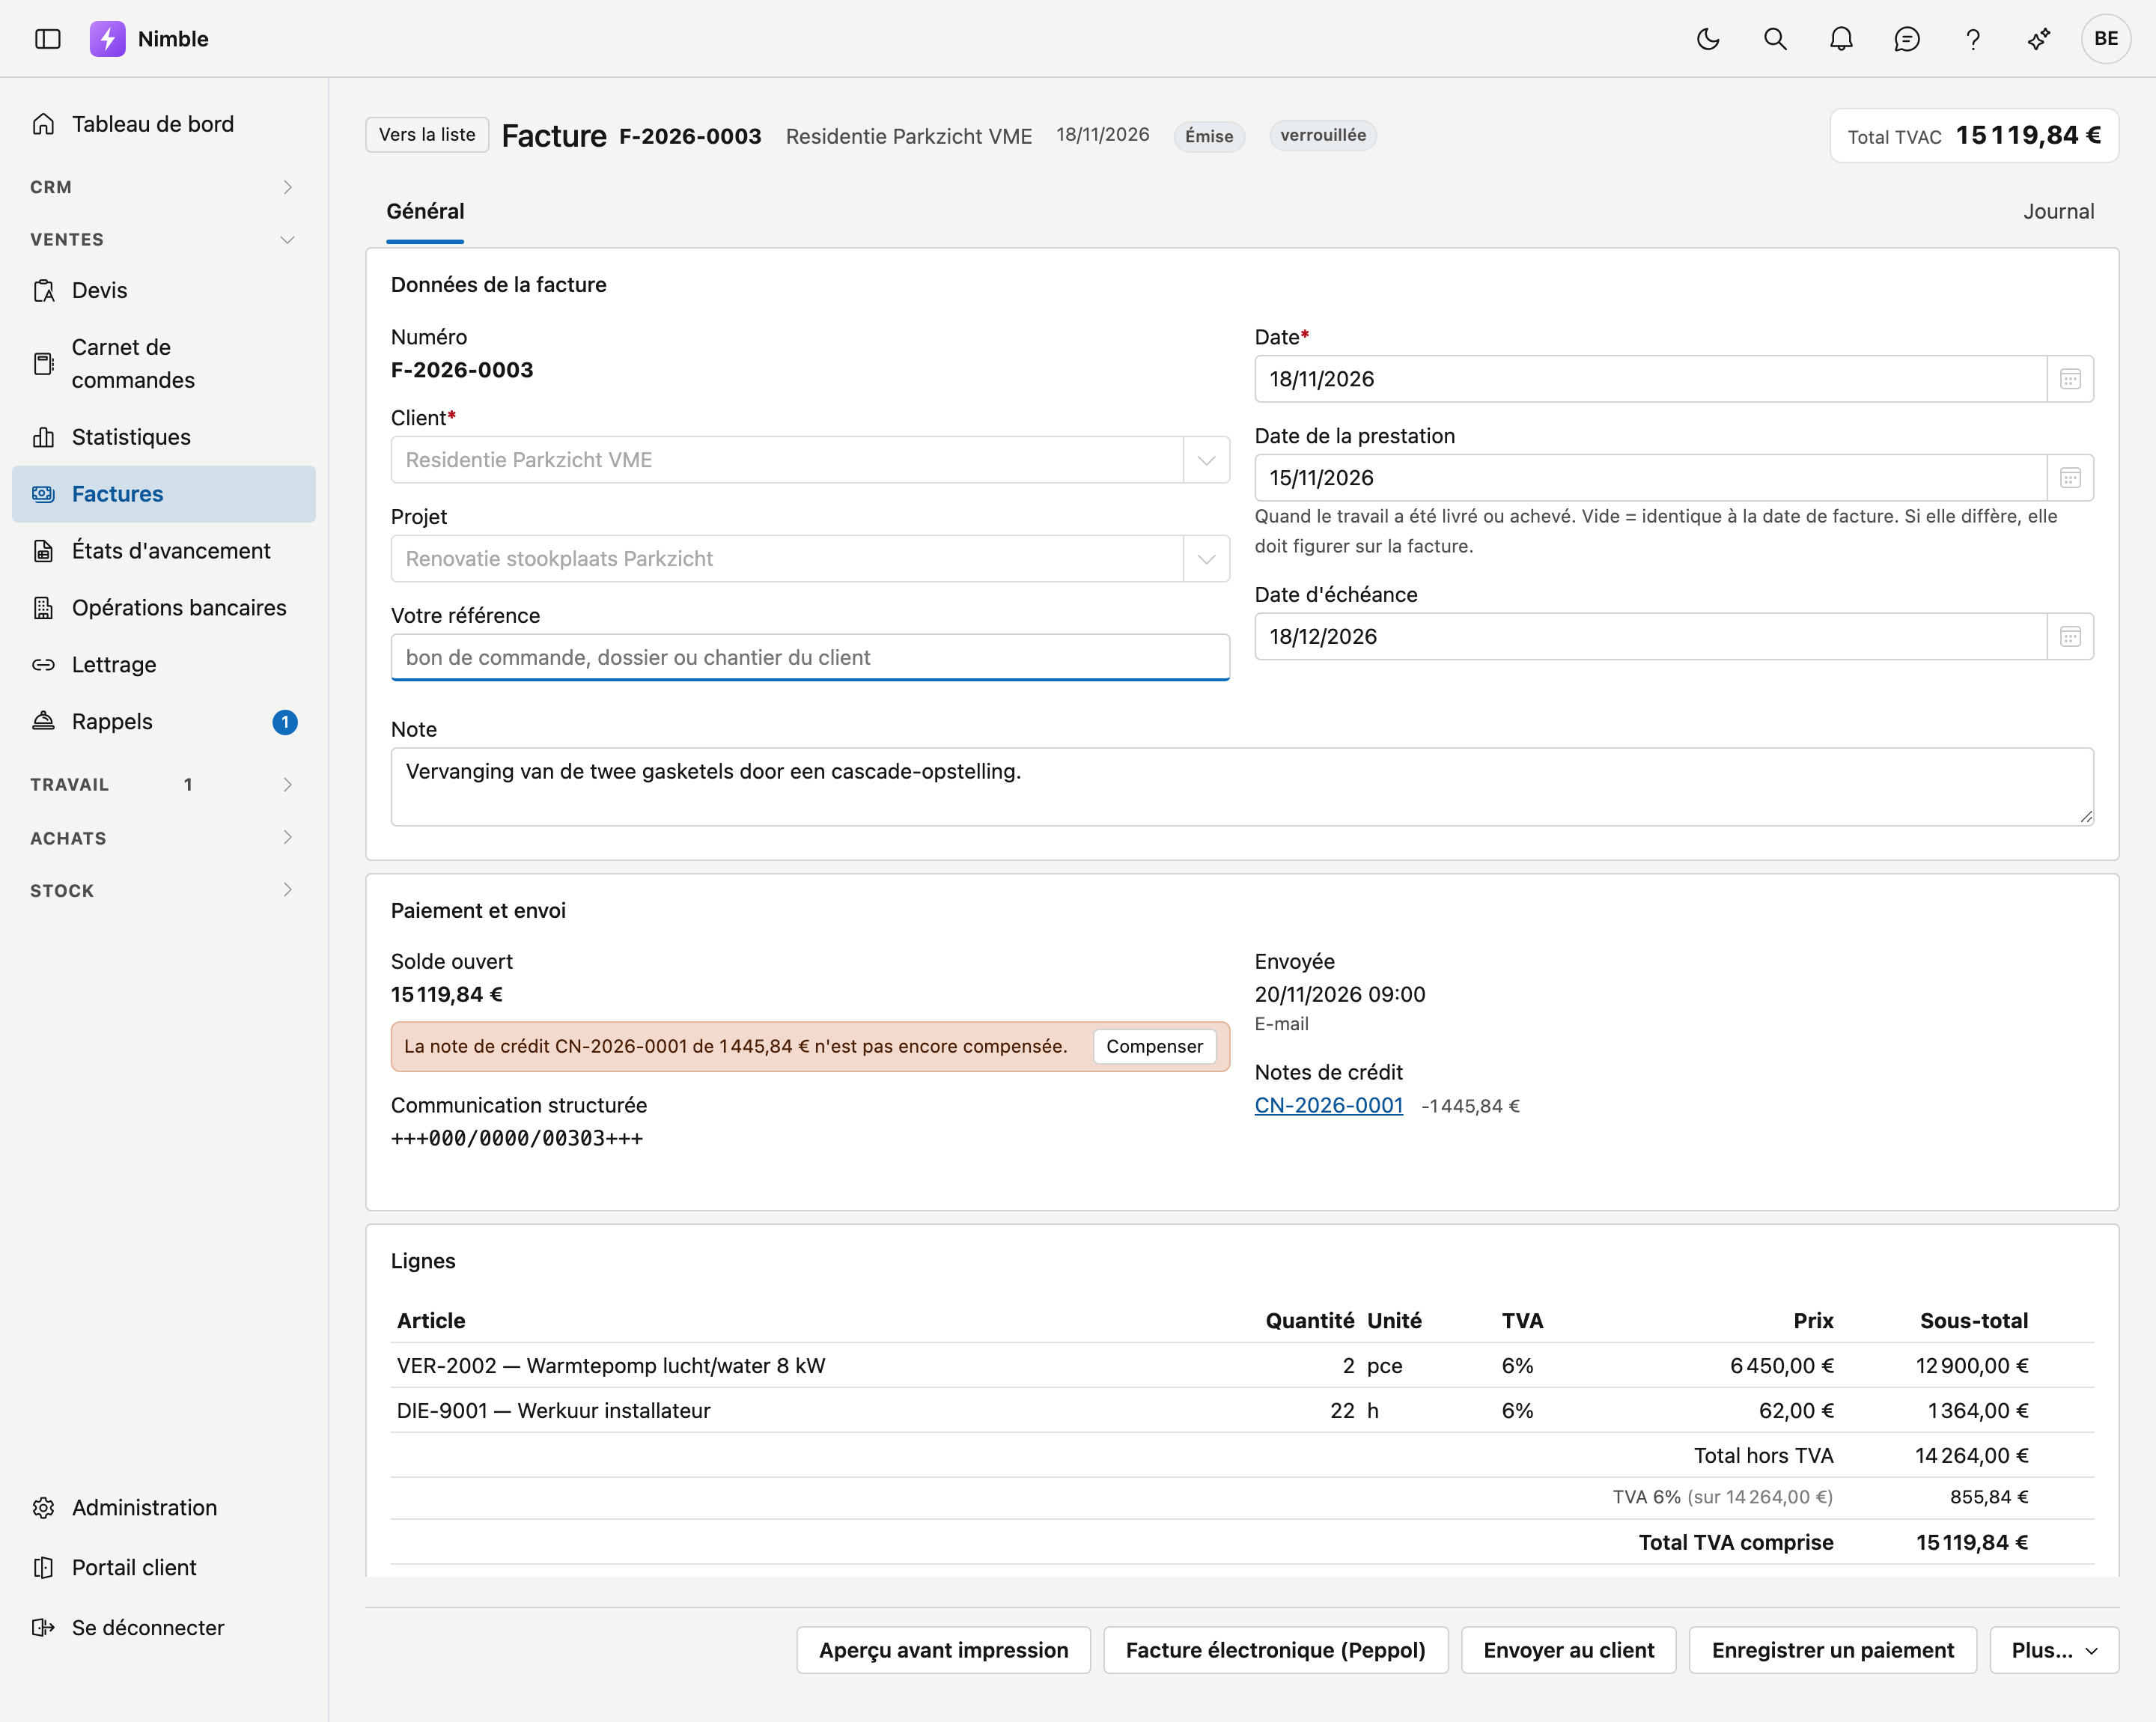 Nimble
BE
Tableau de bord
CRM
VENTES
Devis
Carnet de
commandes
Statistiques
Factures
États d'avancement
Opérations bancaires
Lettrage
Rappels 1
TRAVAIL 1
ACHATS
STOCK
Administration
Portail client
Se déconnecter
Vers la liste Facture F-2026-0003 Residentie Parkzicht VME 18/11/2026 Émise verrouillée Total TVAC 15 119,84 €
Général Journal
Données de la facture
Numéro
F-2026-0003
Client*
Residentie Parkzicht VME
Projet
Renovatie stookplaats Parkzicht
Votre référence
bon de commande, dossier ou chantier du client
Date*
18/11/2026
Date de la prestation
15/11/2026
Quand le travail a été livré ou achevé. Vide = identique à la date de facture. Si elle diffère, elle
doit figurer sur la facture.
Date d'échéance
18/12/2026
Note
Vervanging van de twee gasketels door een cascade-opstelling.
Paiement et envoi
Solde ouvert
15 119,84 €
La note de crédit CN-2026-0001 de 1 445,84 € n'est pas encore compensée. Compenser
Communication structurée
+++000/0000/00303+++
Envoyée
20/11/2026 09:00
E-mail
Notes de crédit
CN-2026-0001 -1 445,84 €
Lignes
Article Quantité Unité TVA Prix Sous-total
VER-2002 — Warmtepomp lucht/water 8 kW 2 pce 6% 6 450,00 € 12 900,00 €
DIE-9001 — Werkuur installateur 22 h 6% 62,00 € 1 364,00 €
Total hors TVA 14 264,00 €
TVA 6% (sur 14 264,00 €) 855,84 €
Total TVA comprise 15 119,84 €
Aperçu avant impression Facture électronique (Peppol) Envoyer au client Enregistrer un paiement Plus...